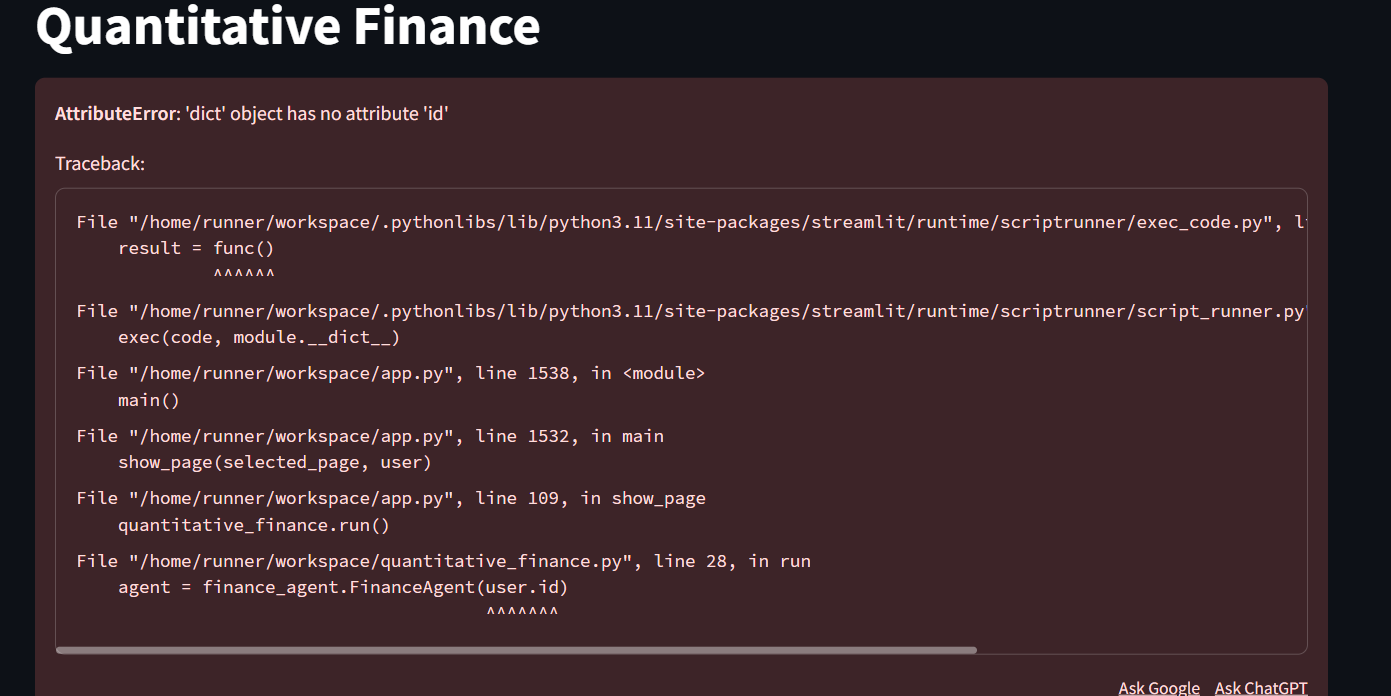 Quantitative Finance
AttributeError: 'dict' object has no attribute 'id'
Traceback:
File "/home/runner/workspace/.pythonlibs/lib/python3.11/site-packages/streamlit/runtime/scriptrunner/exec_code.py",
result = func()
^^^^^^
File "/home/runner/workspace/.pythonlibs/lib/python3.11/site-packages/streamlit/runtime/scriptrunner/script_runner.py
exec(code, module.__dict__)
File "/home/runner/workspace/app.py", line 1538, in <module>
main()
File "/home/runner/workspace/app.py", line 1532, in main
show_page(selected_page, user)
File "/home/runner/workspace/app.py", line 109, in show_page
quantitative_finance.run()
File "/home/runner/workspace/quantitative_finance.py", line 28, in run
agent = finance_agent.FinanceAgent(user.id)
^^^^^^^
Ask Google Ask ChatGPT